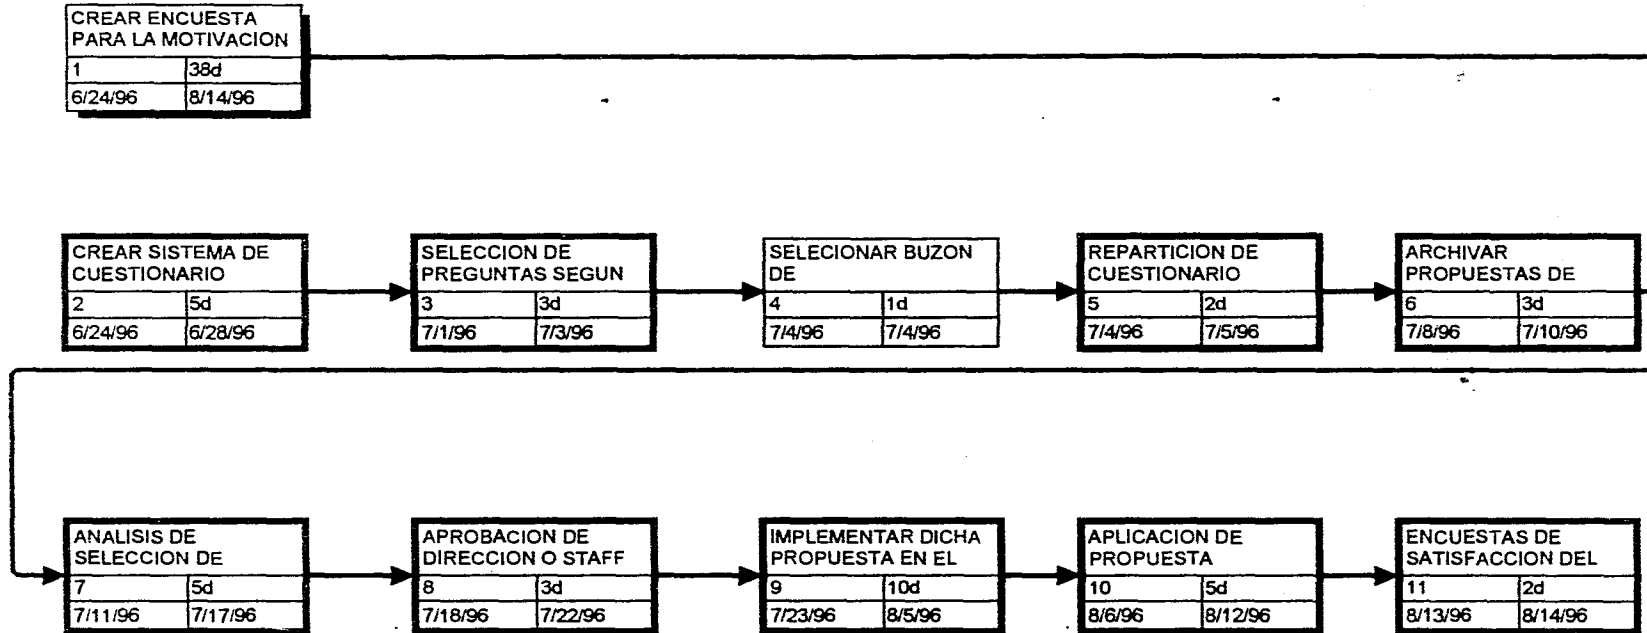 CREAR ENCUESTA
PARA LA MOTIVACION
1 38d
6/24/96 8/14/96
CREAR SISTEMA DE
CUESTIONARIO
2 5d
6/24/96 6/28/96
SELECCION DE
PREGUNTAS SEGUN
3 3d
7/1/96 7/3/96
SELECIONAR BUZON
DE
4 1d
7/4/96 7/4/96
REPARTICION DE
CUESTIONARIO
5 2d
7/4/96 7/5/96
ARCHIVAR
PROPUESTAS DE
6 3d
7/8/96 7/10/96
ANALISIS DE
SELECCION DE
7 5d
7/11/96 7/17/96
APROBACION DE
DIRECCION O STAFF
8 3d
7/18/96 7/22/96
IMPLEMENTAR DICHA
PROPUESTA EN EL
9 10d
7/23/96 8/5/96
APLICACION DE
PROPUESTA
10 5d
8/6/96 8/12/96
ENCUESTAS DE
SATISFACCION DEL
11 2d
8/13/96 8/14/96